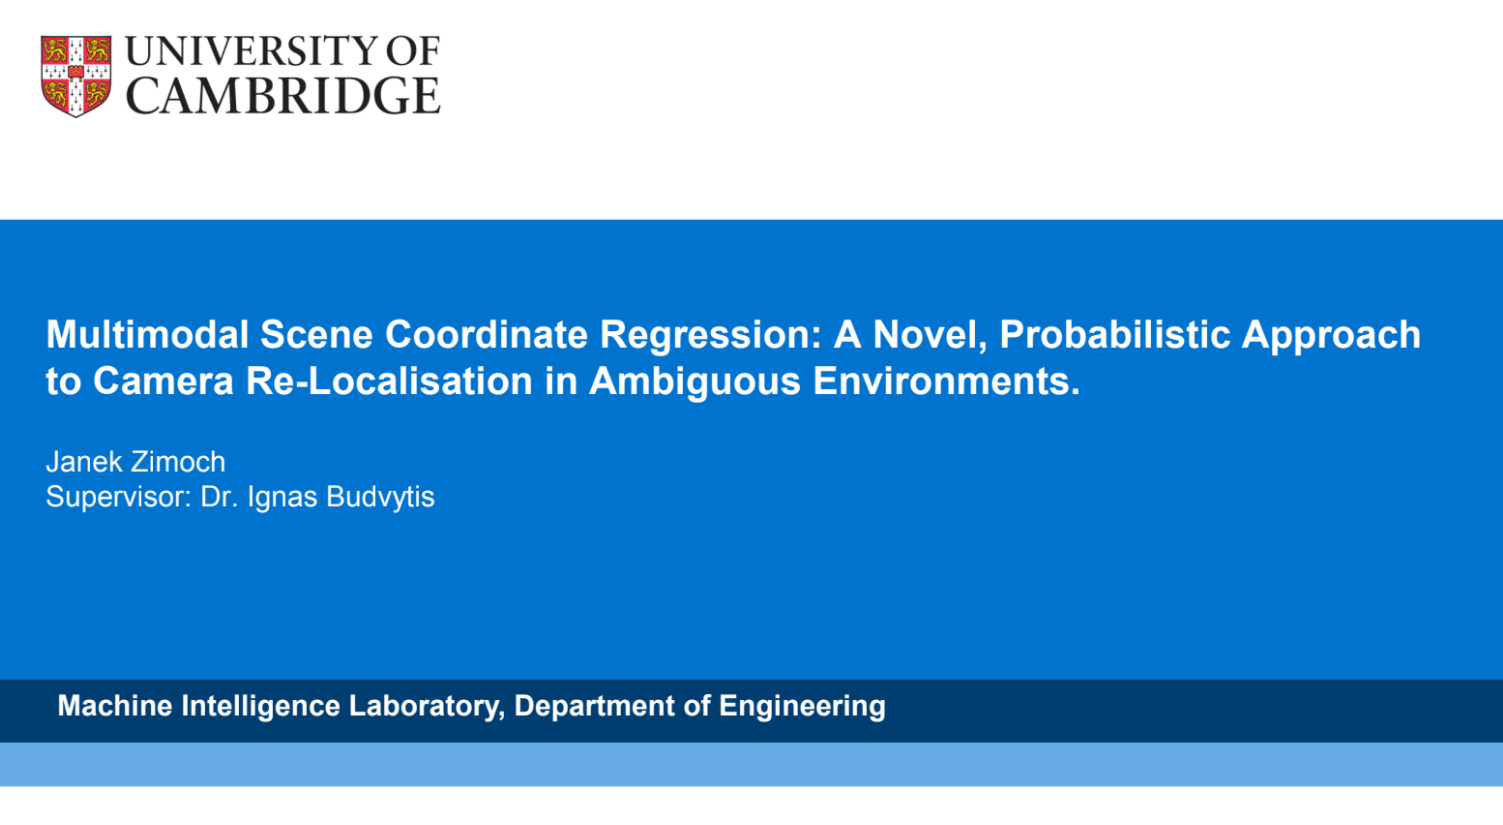 UNIVERSITY OF
CAMBRIDGE
Multimodal Scene Coordinate Regression: A Novel, Probabilistic Approach
to Camera Re-Localisation in Ambiguous Environments.
Janek Zimoch
Supervisor: Dr. Ignas Budvytis
Machine Intelligence Laboratory, Department of Engineering